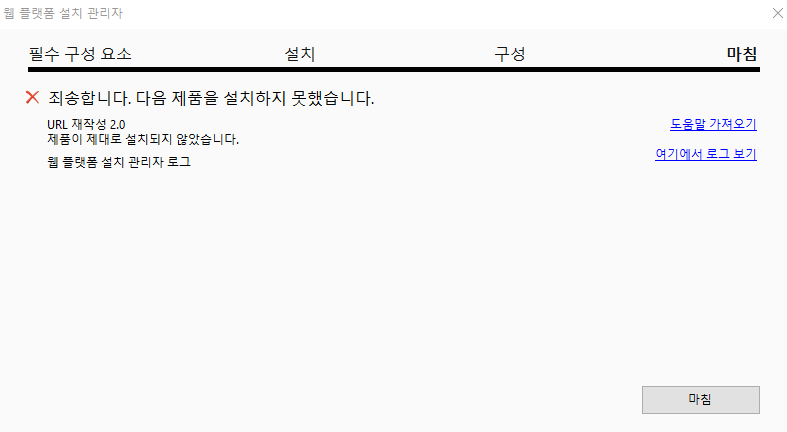 웹 플랫폼 설치 관리자
필수 구성 요소 설치 구성 마침
죄송합니다. 다음 제품을 설치하지 못했습니다.
URL 재작성 2.0 도움말 가져오기
제품이 제대로 설치되지 않았습니다.
웹 플랫폼 설치 관리자 로그 여기에서 로그 보기
마침